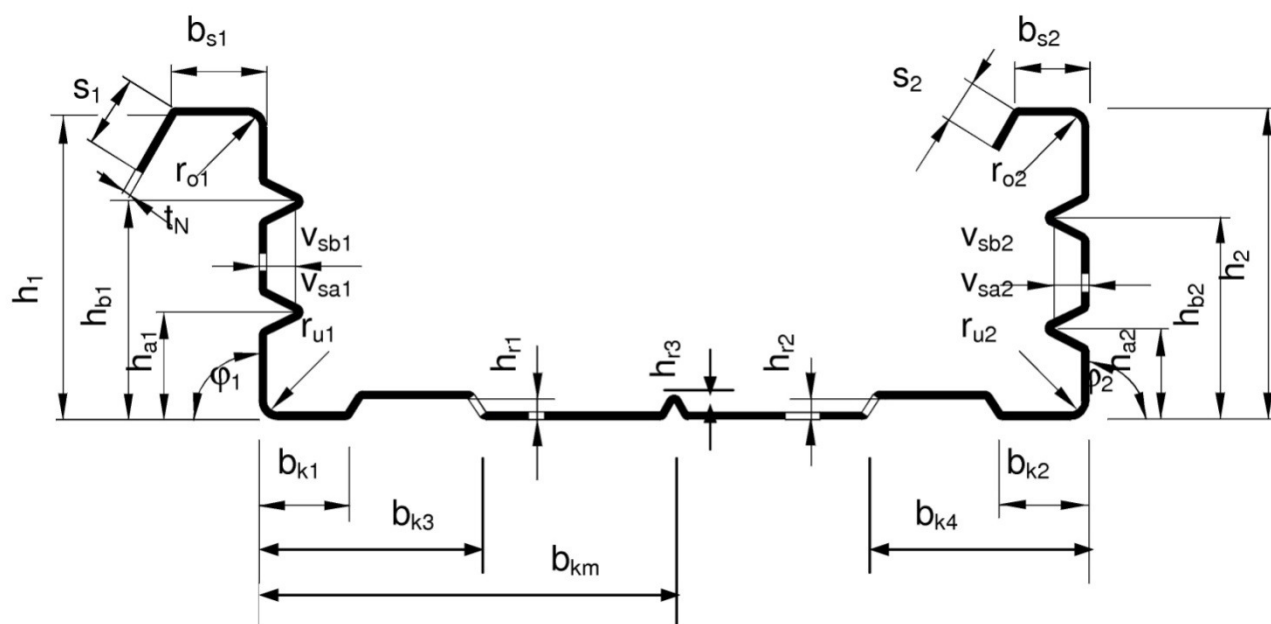 b_s1
b_s2
s_1
s_2
r_o1
r_o2
t_N
v_sb1
v_sb2
h_1
h_b1
v_sa1
v_sa2
h_b2
h_2
h_a1
r_u1
r_u2
h_a2
φ_1
h_r1
h_r3
h_r2
φ_2
b_k1
b_k2
b_k3
b_k4
b_km